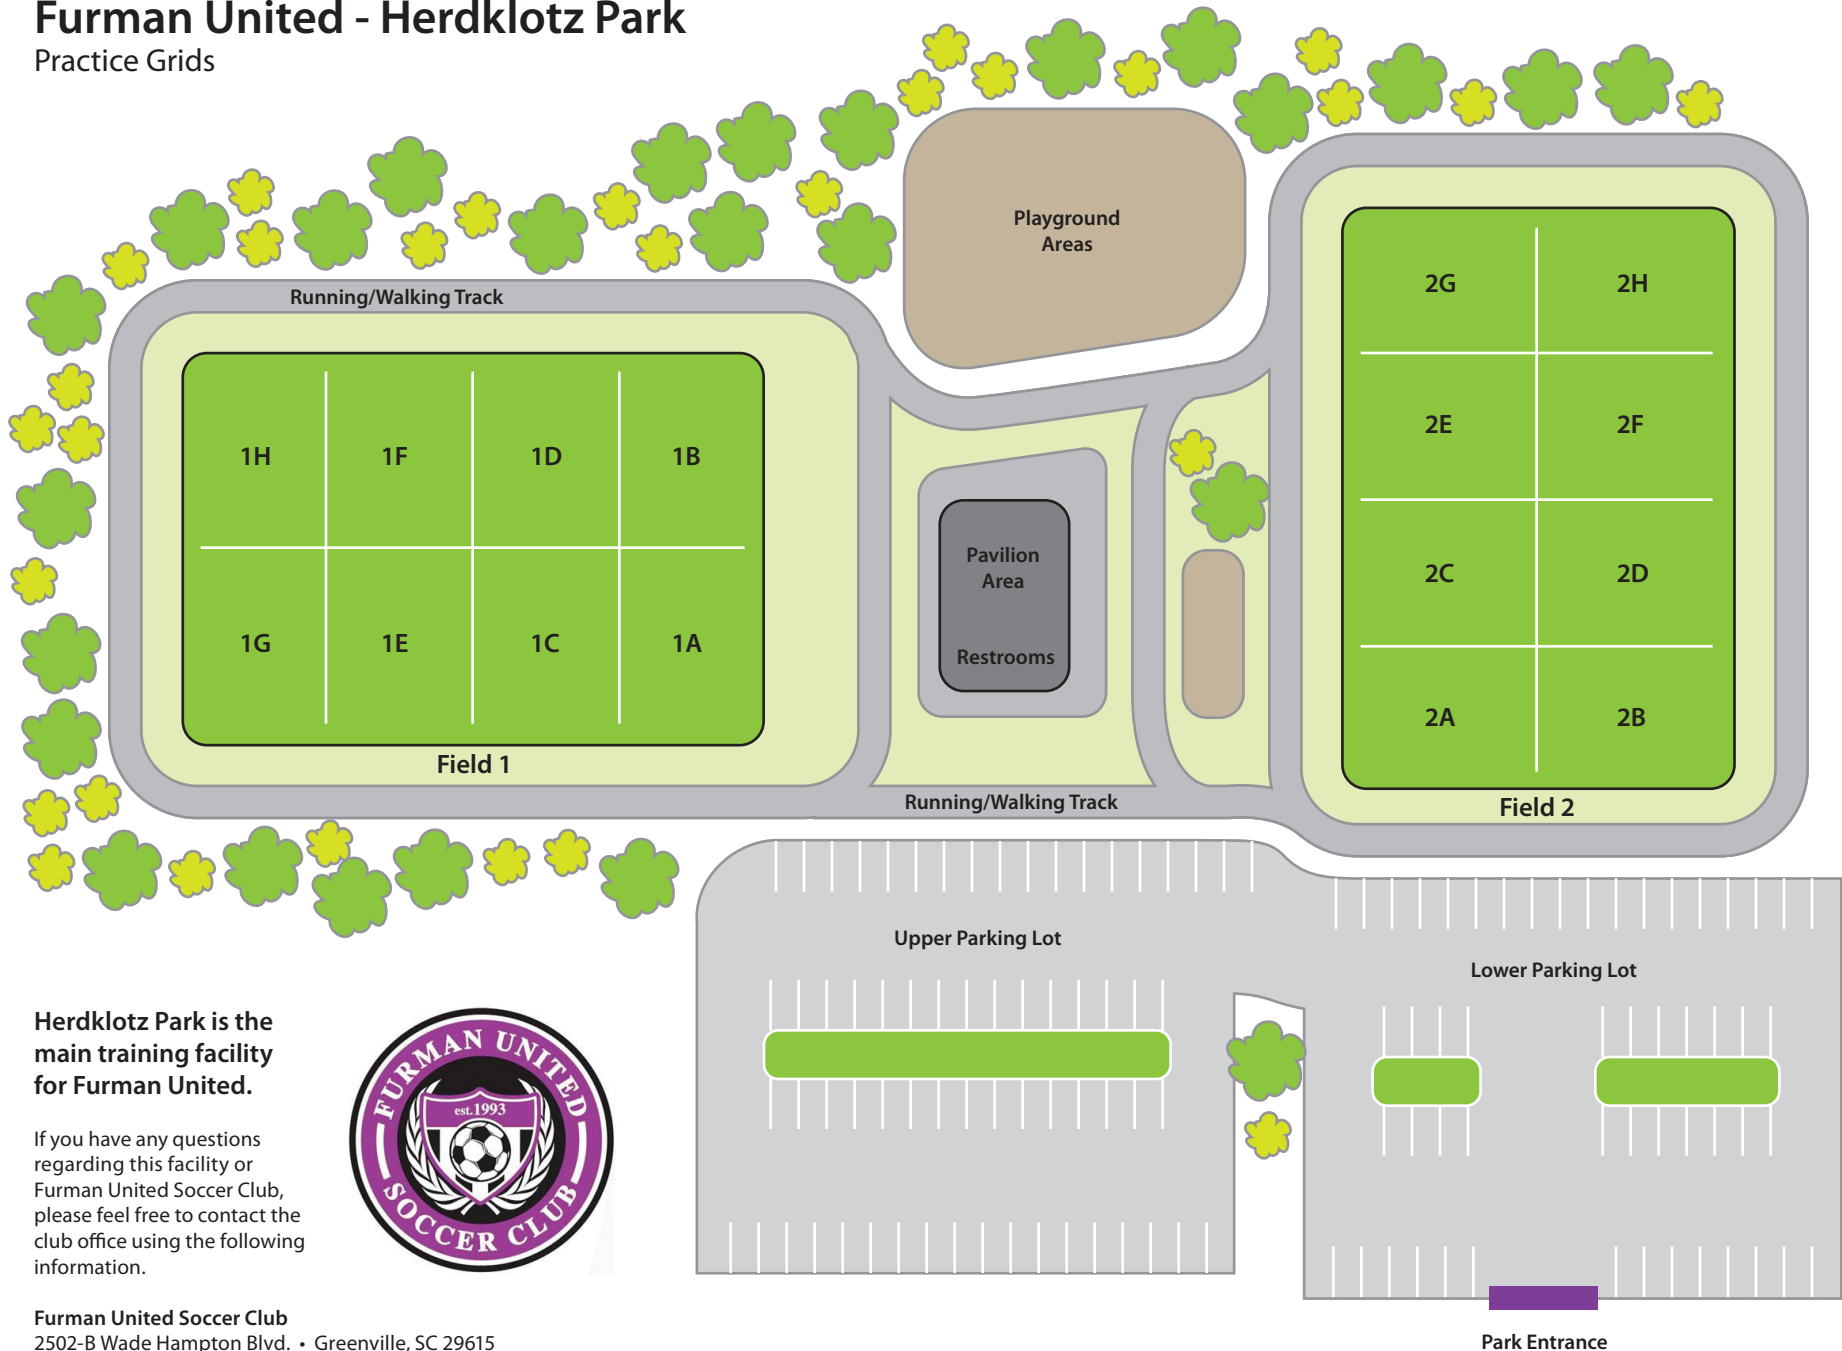 Furman United - Herdklotz Park
Practice Grids
Playground
Areas
Running/Walking Track
2G
2H
2E
2F
2C
2D
2A
2B
Field 2
1H
1F
1D
1B
1G
1E
1C
1A
Field 1
Pavilion
Area
Restrooms
Running/Walking Track
Upper Parking Lot
Lower Parking Lot
Herdklotz Park is the
main training facility
for Furman United.
If you have any questions
regarding this facility or
Furman United Soccer Club,
please feel free to contact the
club office using the following
information.
FURMAN UNITED
est.1993
SOCCER CLUB
Furman United Soccer Club
2502-B Wade Hampton Blvd. • Greenville, SC 29615
Park Entrance